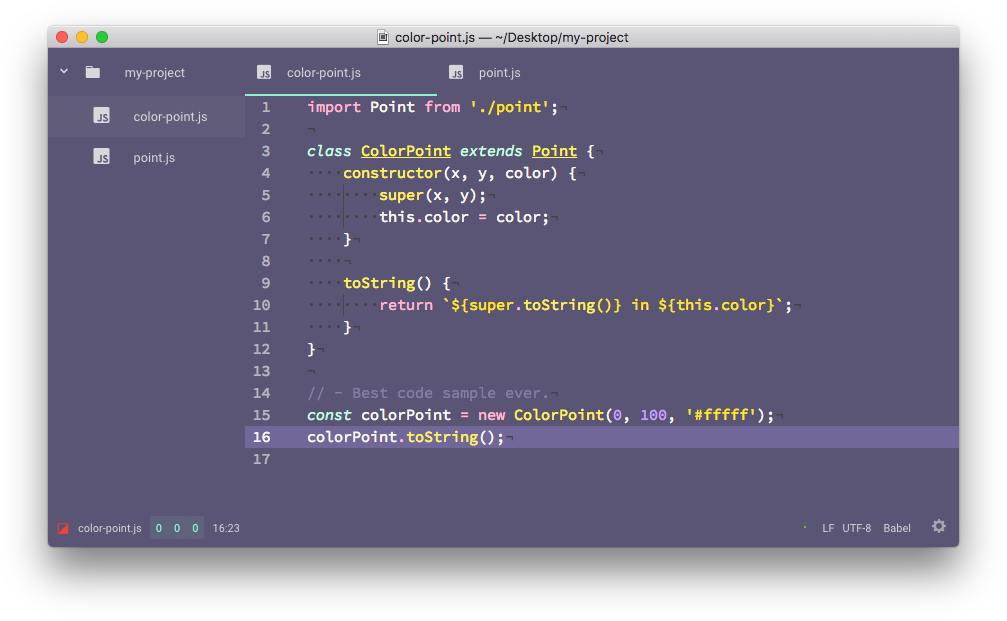 color-point.js — ~/Desktop/my-project
my-project
color-point.js
point.js
JS color-point.js
JS point.js
1 import Point from './point';¬
2 ¬
3 class ColorPoint extends Point {¬
4 ····constructor(x, y, color) {¬
5 ········super(x, y);¬
6 ········this.color = color;¬
7 ····}¬
8 ····¬
9 ····toString() {¬
10 ········return `${super.toString()} in ${this.color}`;¬
11 ····}¬
12 }¬
13 ¬
14 // - Best code sample ever.¬
15 const colorPoint = new ColorPoint(0, 100, '#fffff');¬
16 colorPoint.toString();¬
17
color-point.js 0 0 0 16:23 LF UTF-8 Babel